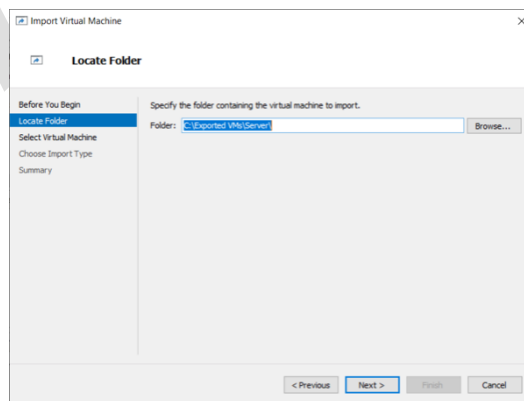 Import Virtual Machine
Locate Folder
Before You Begin
Locate Folder
Select Virtual Machine
Choose Import Type
Summary
Specify the folder containing the virtual machine to import.
Folder: C:\Exported VMs\Server\ Browse...
< Previous Next > Finish Cancel